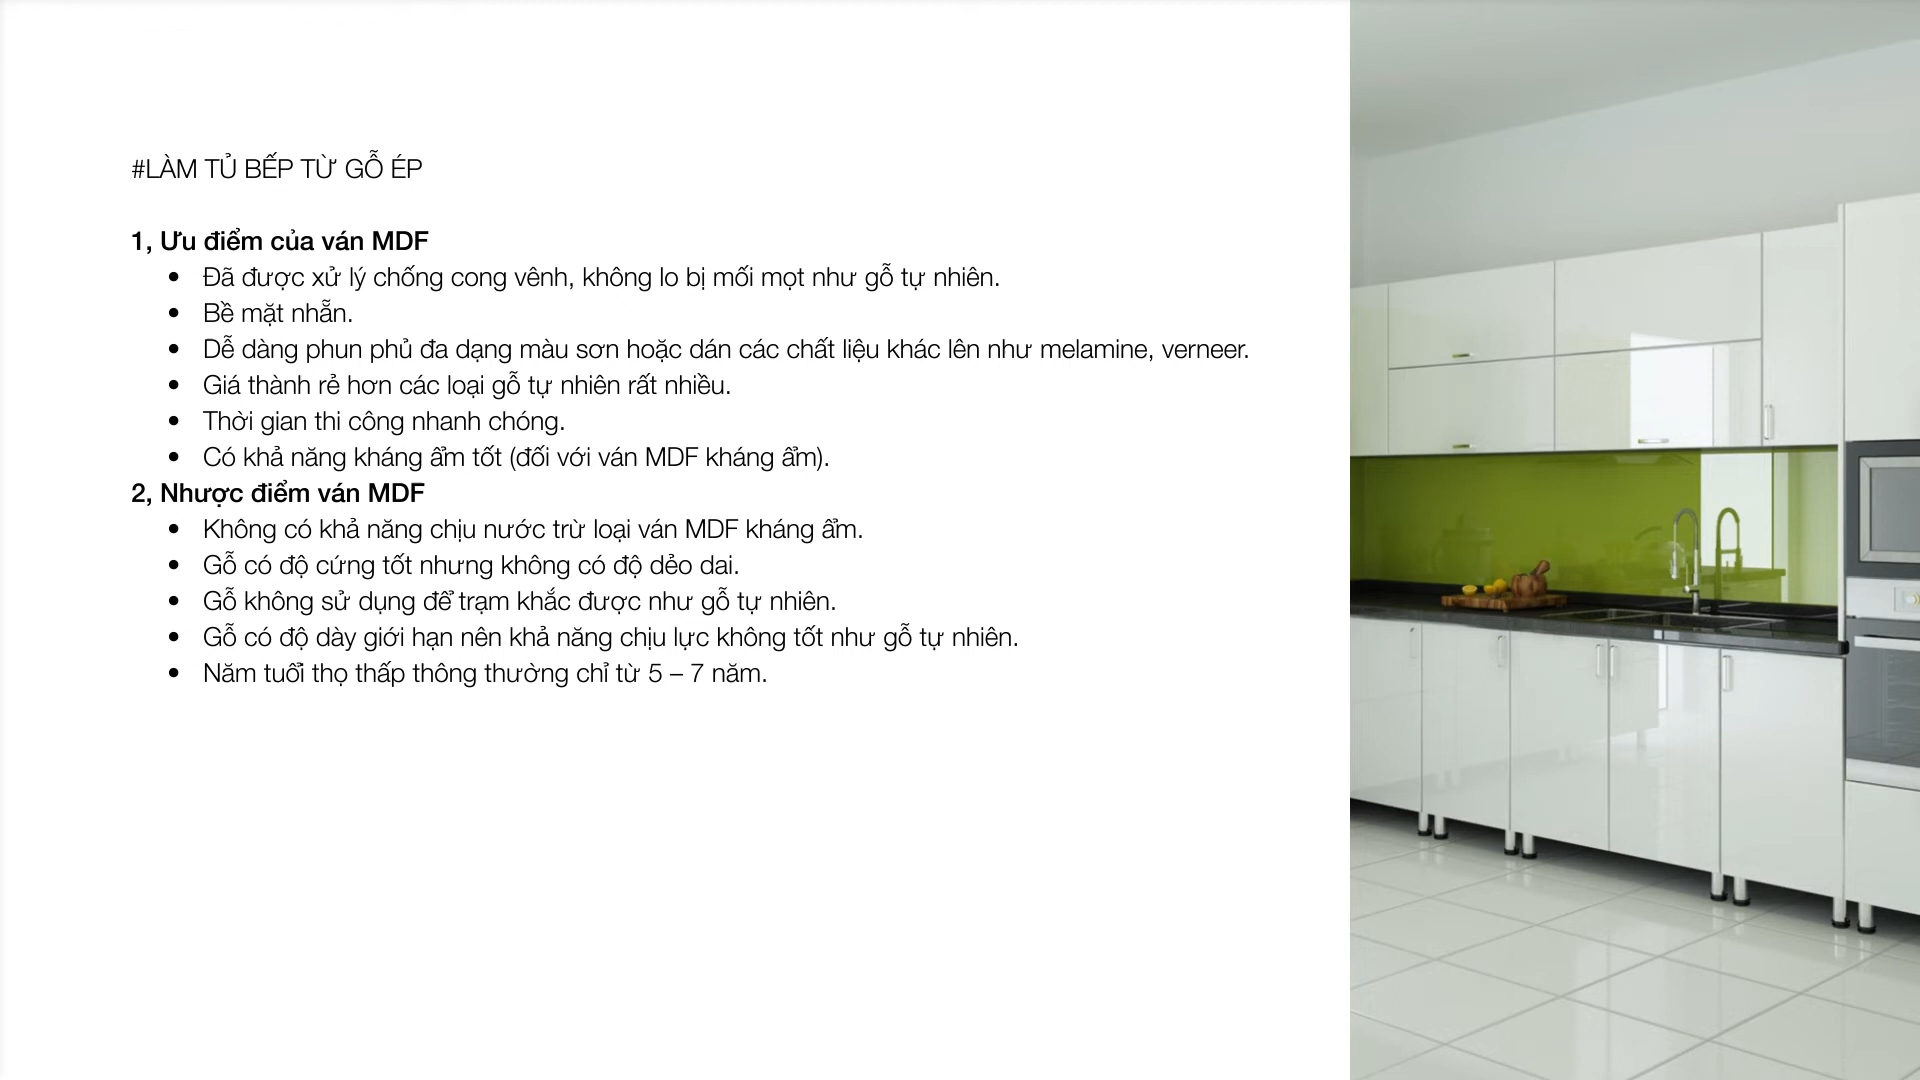 #LÀM TỦ BẾP TỪ GỖ ÉP
1, Ưu điểm của ván MDF
• Đã được xử lý chống cong vênh, không lo bị mối mọt như gỗ tự nhiên.
• Bề mặt nhẵn.
• Dễ dàng phun phủ đa dạng màu sơn hoặc dán các chất liệu khác lên như melamine, verneer.
• Giá thành rẻ hơn các loại gỗ tự nhiên rất nhiều.
• Thời gian thi công nhanh chóng.
• Có khả năng kháng ẩm tốt (đối với ván MDF kháng ẩm).
2, Nhược điểm ván MDF
• Không có khả năng chịu nước trừ loại ván MDF kháng ẩm.
• Gỗ có độ cứng tốt nhưng không có độ dẻo dai.
• Gỗ không sử dụng để trạm khắc được như gỗ tự nhiên.
• Gỗ có độ dày giới hạn nên khả năng chịu lực không tốt như gỗ tự nhiên.
• Năm tuổi thọ thấp thông thường chỉ từ 5 – 7 năm.